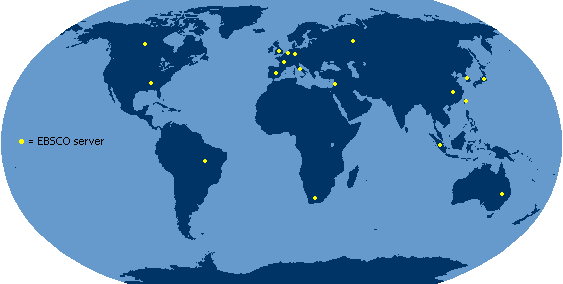 = EBSCO server